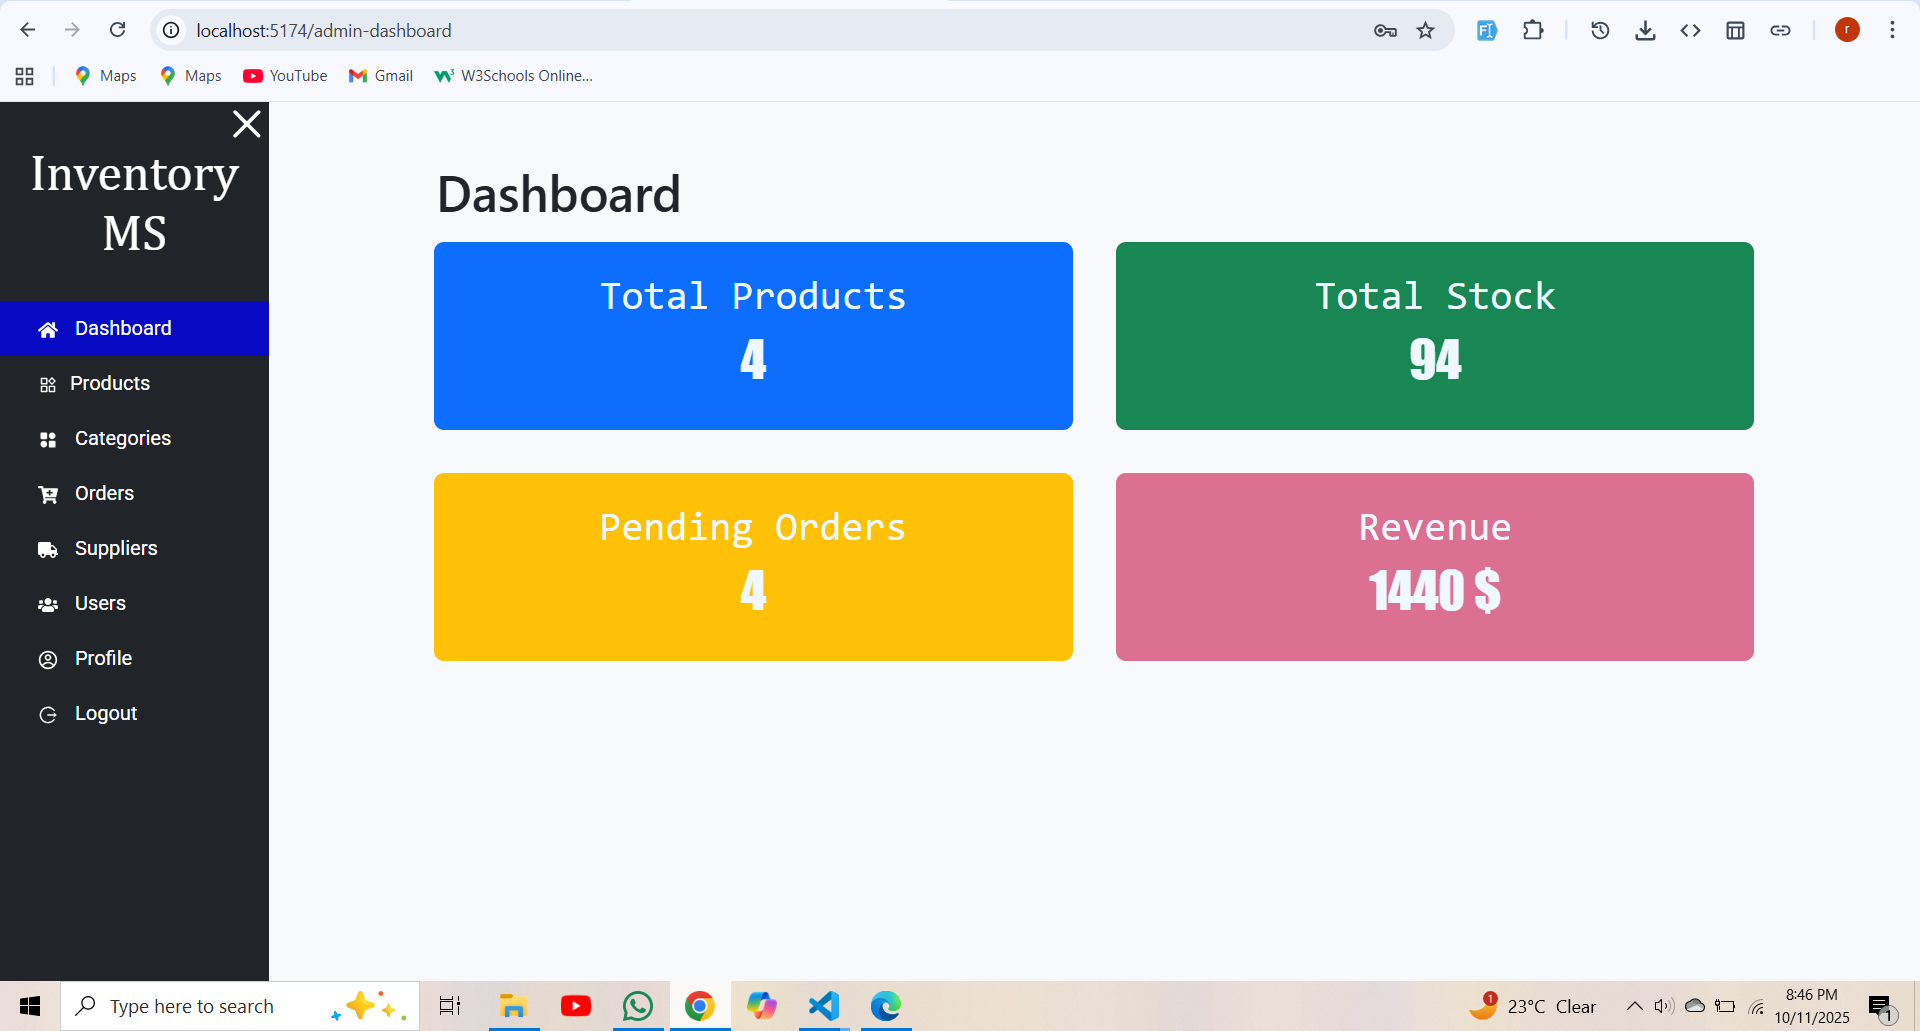 localhost:5174/admin-dashboard
r
Maps
Maps
YouTube
Gmail
W3Schools Online...
Inventory
MS
Dashboard
Products
Categories
Orders
Suppliers
Users
Profile
Logout
Dashboard
Total Products
4
Total Stock
94
Pending Orders
4
Revenue
1440 $
Type here to search
1
23°C Clear
8:46 PM
10/11/2025
1